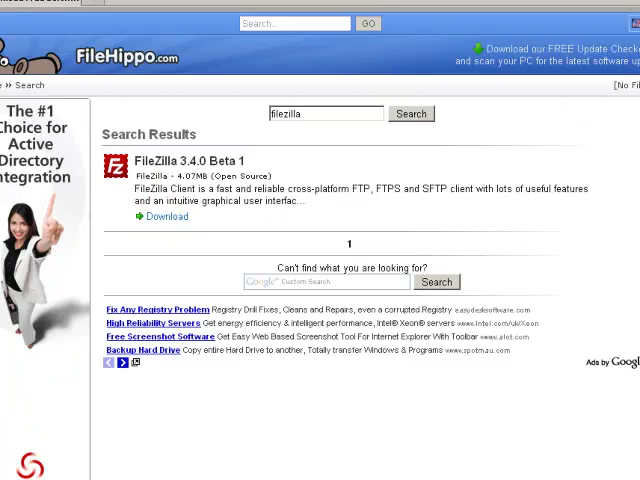 Search...
GO
FileHippo.com
Download our FREE Update Checke
and scan your PC for the latest software up
e » Search
[No Fil
The #1
Choice for
Active
Directory
Integration
filezilla
Search
Search Results
FileZilla 3.4.0 Beta 1
FileZilla - 4.07MB (Open Source)
FileZilla Client is a fast and reliable cross-platform FTP, FTPS and SFTP client with lots of useful features
and an intuitive graphical user interfac...
Download
1
Can't find what you are looking for?
Google™ Custom Search
Search
Fix Any Registry Problem Registry Drill Fixes, Cleans and Repairs, even a corrupted Registry easydesksoftware.com
High Reliability Servers Get energy efficiency & intelligent performance, Intel® Xeon® servers www.intel.com/uk/Xeon
Free Screenshot Software Get Easy Web Based Screenshot Tool For Internet Explorer With Toolbar www.alot.com
Backup Hard Drive Copy entire Hard Drive to another, Totally transfer Windows & Programs www.spotmau.com
Ads by Googl